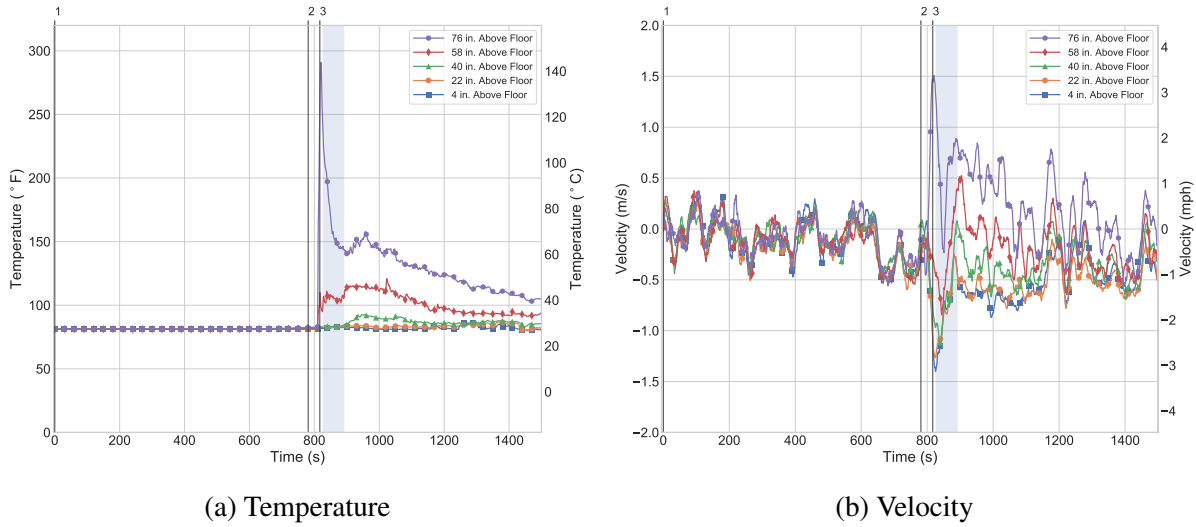 1 2 3
300
250
200
150
100
50
0
Temperature (°F)
140
120
100
80
60
40
20
0
Temperature (°C)
76 in. Above Floor
58 in. Above Floor
40 in. Above Floor
22 in. Above Floor
4 in. Above Floor
0 200 400 600 800 1000 1200 1400
Time (s)
(a) Temperature
1 2 3
2.0
1.5
1.0
0.5
0.0
−0.5
−1.0
−1.5
−2.0
Velocity (m/s)
4
3
2
1
0
−1
−2
−3
−4
Velocity (mph)
76 in. Above Floor
58 in. Above Floor
40 in. Above Floor
22 in. Above Floor
4 in. Above Floor
0 200 400 600 800 1000 1200 1400
Time (s)
(b) Velocity